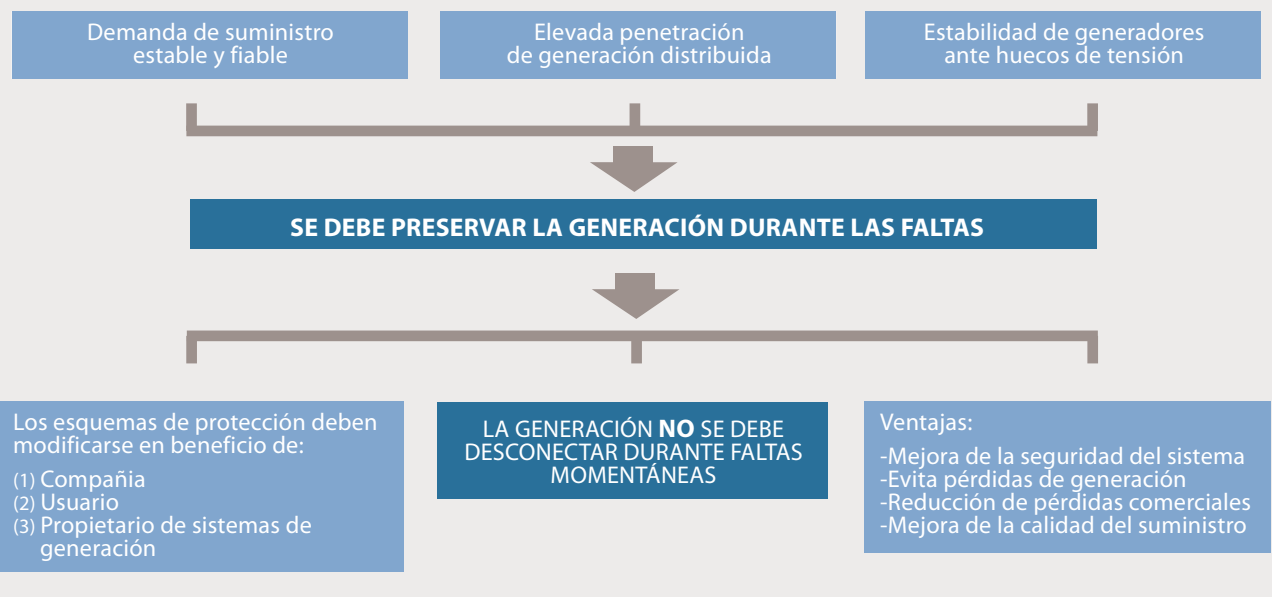 Demanda de suministro
estable y fiable
Elevada penetración
de generación distribuida
Estabilidad de generadores
ante huecos de tensión
SE DEBE PRESERVAR LA GENERACIÓN DURANTE LAS FALTAS
Los esquemas de protección deben
modificarse en beneficio de:
(1) Compañia
(2) Usuario
(3) Propietario de sistemas de
generación
LA GENERACIÓN NO SE DEBE
DESCONECTAR DURANTE FALTAS
MOMENTÁNEAS
Ventajas:
-Mejora de la seguridad del sistema
-Evita pérdidas de generación
-Reducción de pérdidas comerciales
-Mejora de la calidad del suministro